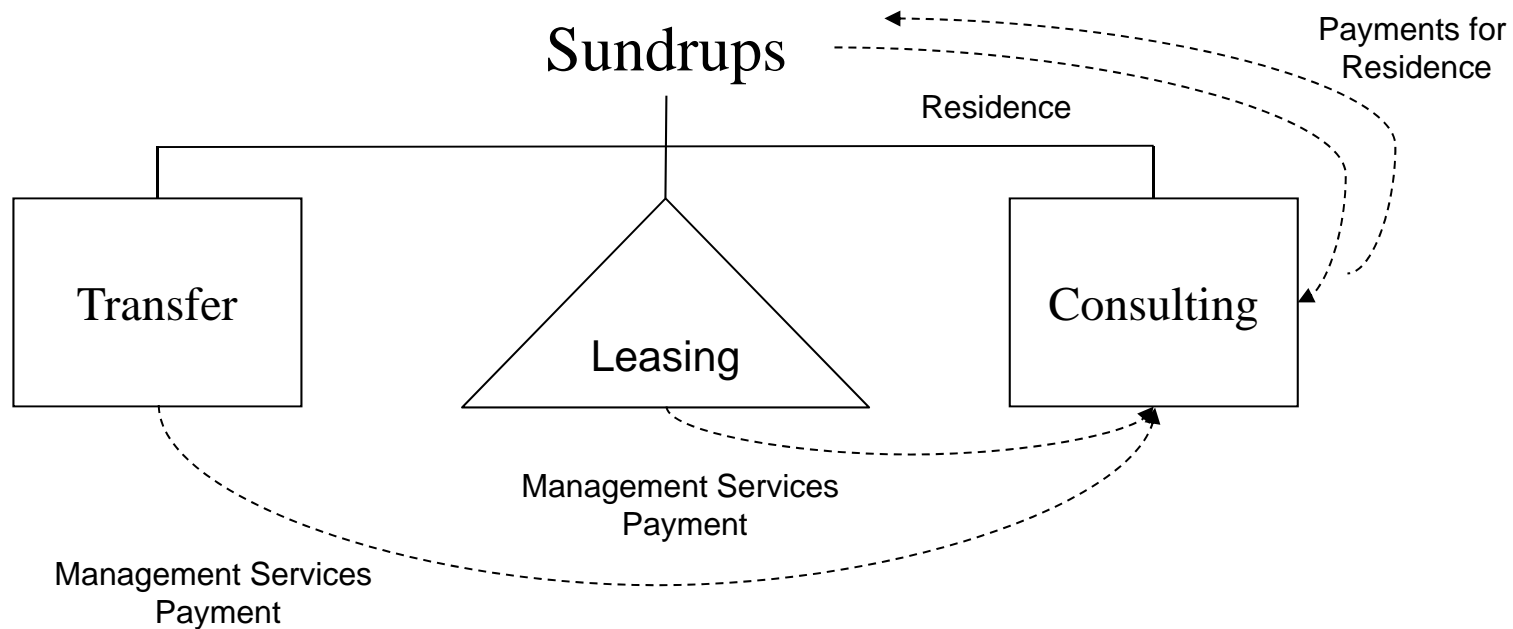 Sundrups
Payments for
Residence
Residence
Transfer
Leasing
Consulting
Management Services
Payment
Management Services
Payment